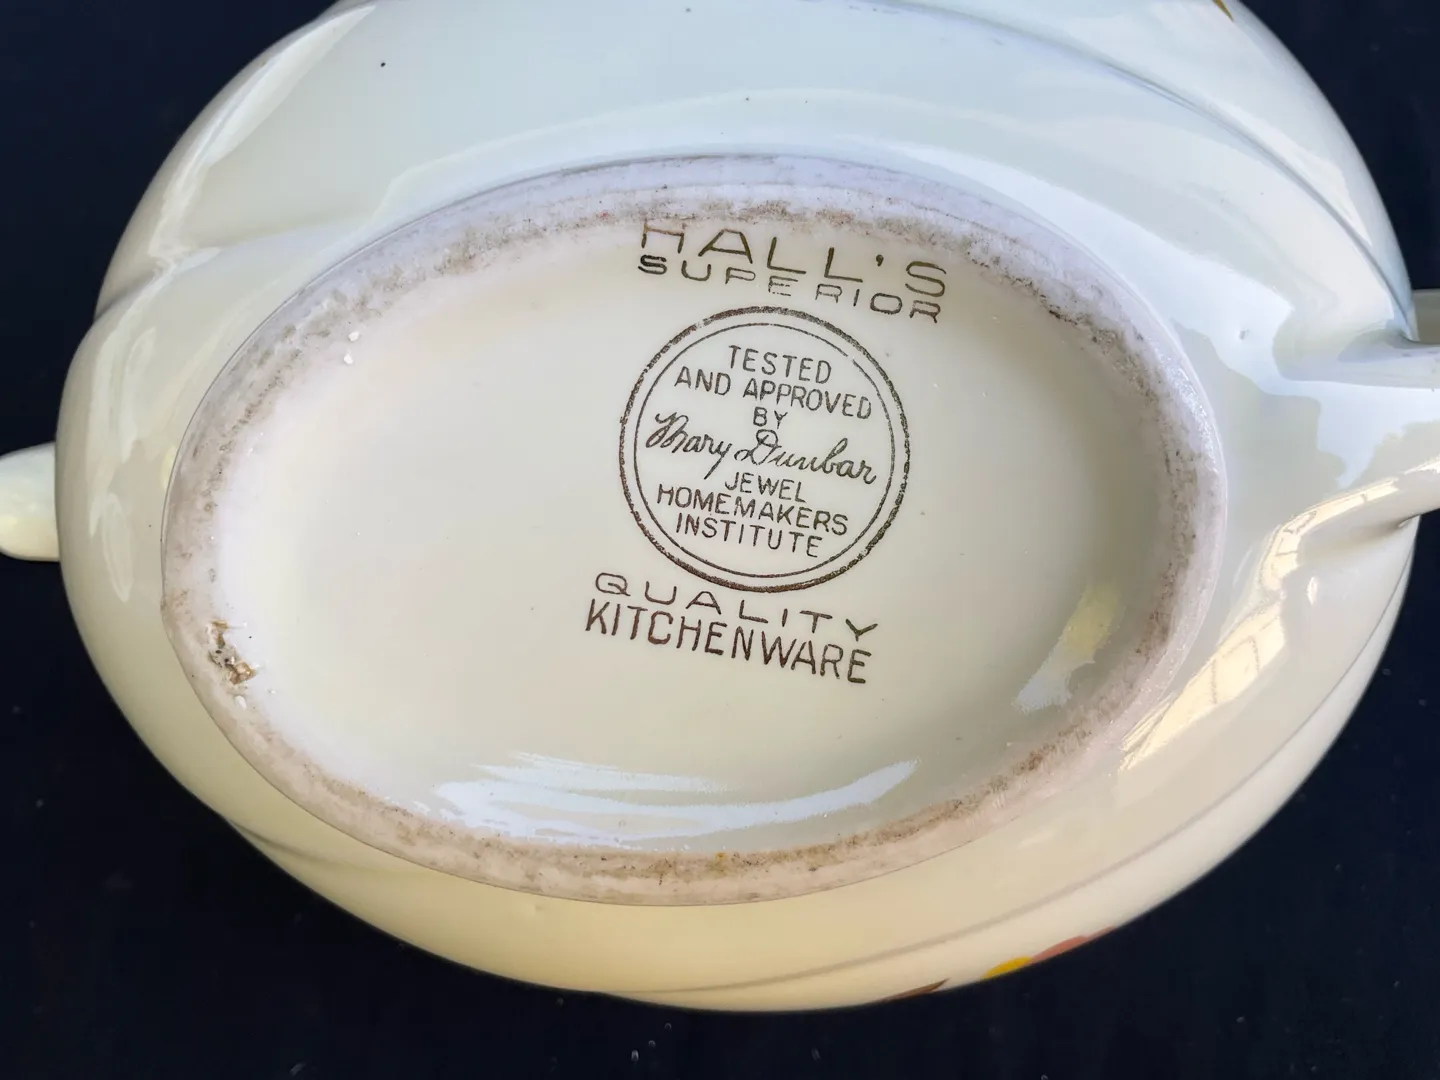 HALL'S
SUPERIOR
TESTED
AND APPROVED
BY
Mary Dunbar
JEWEL
HOMEMAKERS
INSTITUTE
QUALITY
KITCHENWARE